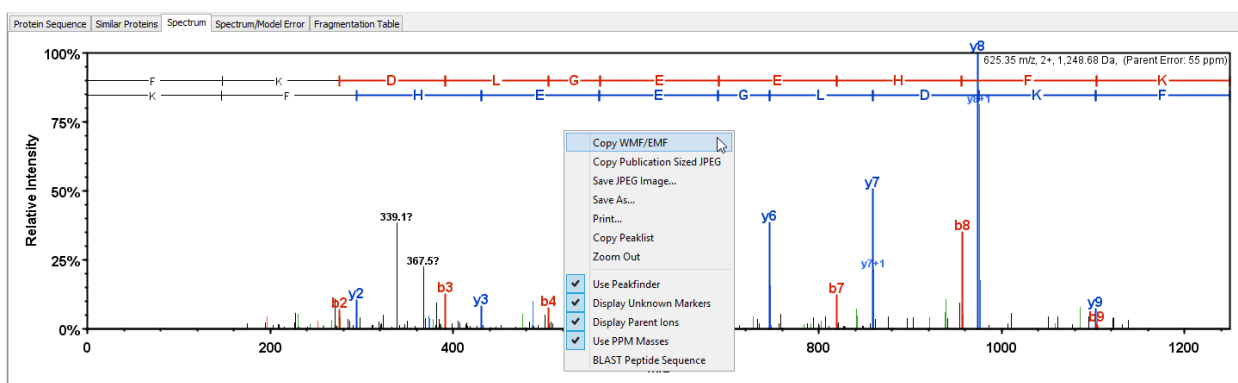 Protein Sequence Similar Proteins Spectrum Spectrum/Model Error Fragmentation Table
y8
100%
625.35 m/z, 2+, 1,248.68 Da, (Parent Error: 55 ppm)
F K D L G E E H F K
K F H E E G L D K F
y8+1
75%
Relative Intensity
50%
25%
0%
339.1?
367.5?
b2
y2
b3
y3
b4
y6
b7
y7
y7+1
b8
y9
b9
Copy WMF/EMF
Copy Publication Sized JPEG
Save JPEG Image...
Save As...
Print...
Copy Peaklist
Zoom Out
Use Peakfinder
Display Unknown Markers
Display Parent Ions
Use PPM Masses
BLAST Peptide Sequence
0 200 400 800 1000 1200